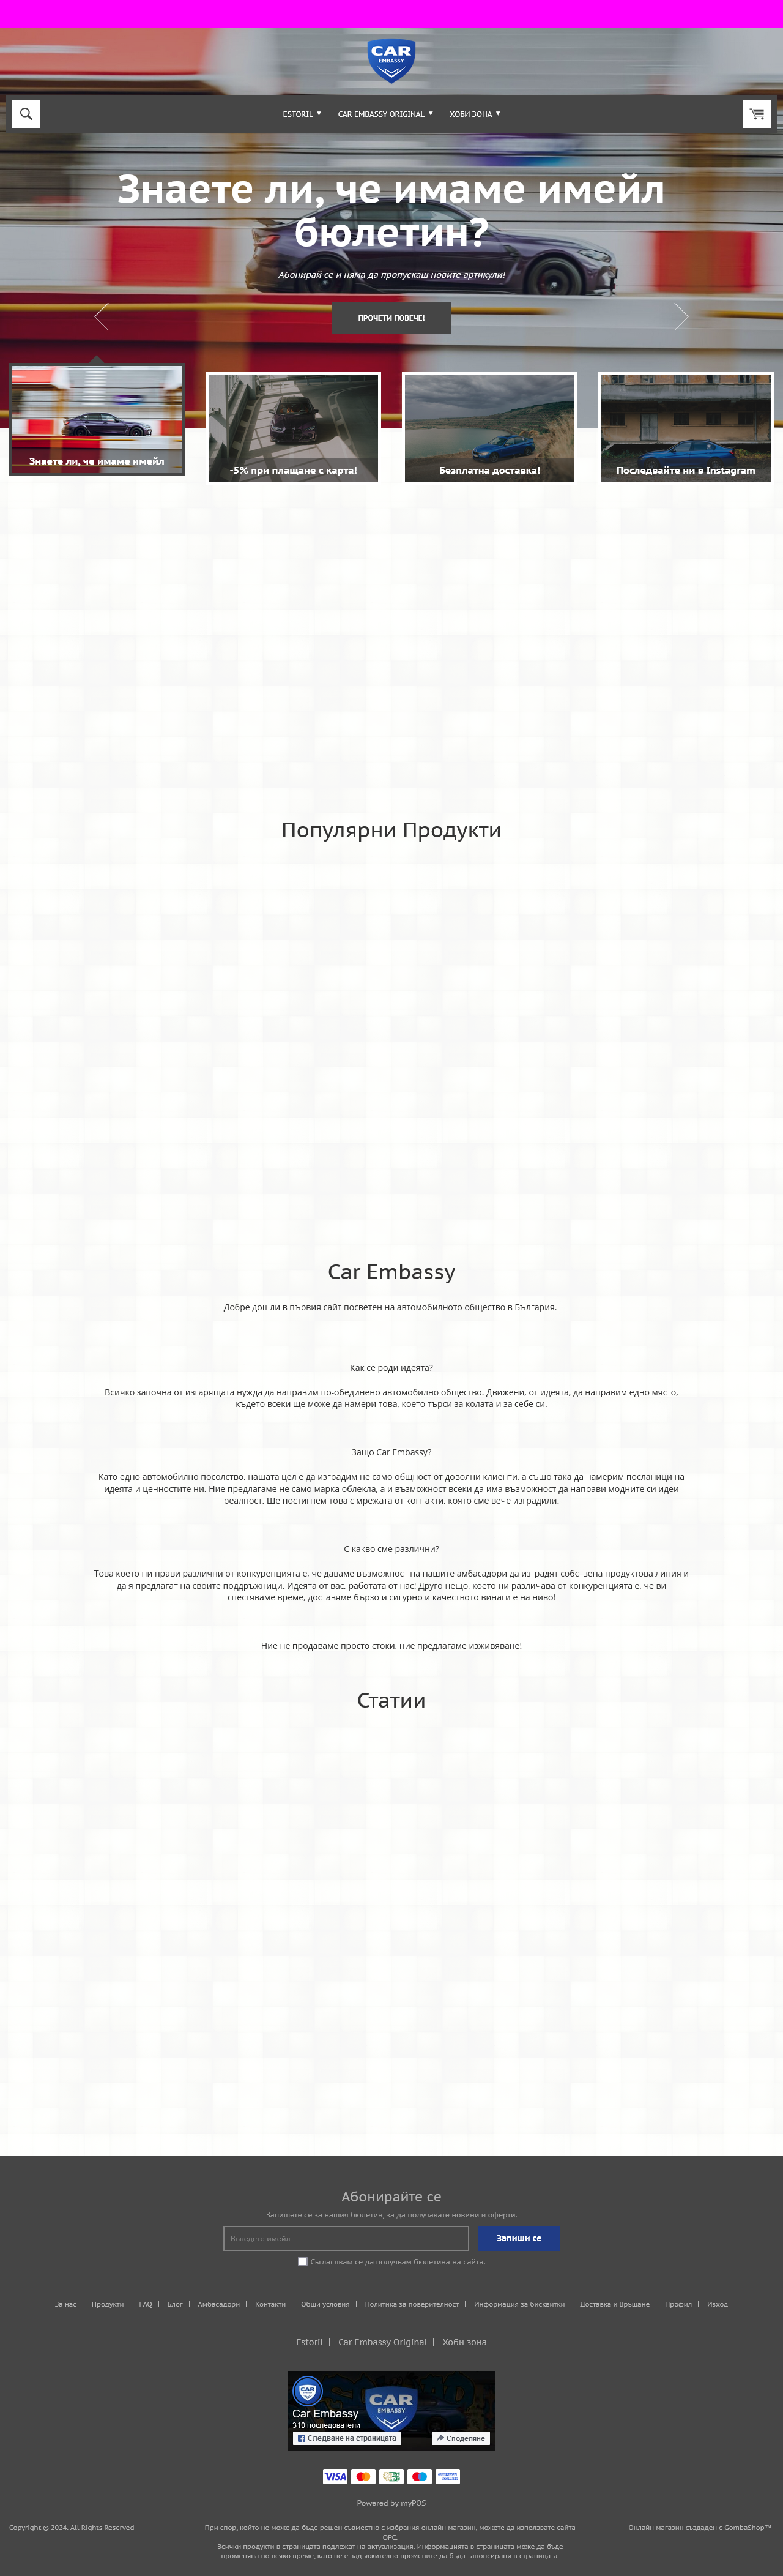 CAR
EMBASSY
ESTORIL ▼ CAR EMBASSY ORIGINAL ▼ ХОБИ ЗОНА ▼
Знаете ли, че имаме имейл
бюлетин?
Абонирай се и няма да пропускаш новите артикули!
ПРОЧЕТИ ПОВЕЧЕ!
Знаете ли, че имаме имейл
-5% при плащане с карта!
Безплатна доставка!
Последвайте ни в Instagram
Популярни Продукти
Car Embassy
Добре дошли в първия сайт посветен на автомобилното общество в България.
Как се роди идеята?
Всичко започна от изгарящата нужда да направим по-обединено автомобилно общество. Движени, от идеята, да направим едно място,
където всеки ще може да намери това, което търси за колата и за себе си.
Защо Car Embassy?
Като едно автомобилно посолство, нашата цел е да изградим не само общност от доволни клиенти, а също така да намерим посланици на
идеята и ценностите ни. Ние предлагаме не само марка облекла, а и възможност всеки да има възможност да направи модните си идеи
реалност. Ще постигнем това с мрежата от контакти, която сме вече изградили.
С какво сме различни?
Това което ни прави различни от конкуренцията е, че даваме възможност на нашите амбасадори да изградят собствена продуктова линия и
да я предлагат на своите поддръжници. Идеята от вас, работата от нас! Друго нещо, което ни различава от конкуренцията е, че ви
спестяваме време, доставяме бързо и сигурно и качеството винаги е на ниво!
Ние не продаваме просто стоки, ние предлагаме изживяване!
Статии
Абонирайте се
Запишете се за нашия бюлетин, за да получавате новини и оферти.
Въведете имейл
Запиши се
Съгласявам се да получвам бюлетина на сайта.
За нас | Продукти | FAQ | Блог | Амбасадори | Контакти | Общи условия | Политика за поверителност | Информация за бисквитки | Доставка и Връщане | Профил | Изход
Estoril | Car Embassy Original | Хоби зона
CAR
EMBASSY
Car Embassy
310 последователи
Следване на страницата
Споделяне
VISA
Powered by myPOS
Copyright © 2024. All Rights Reserved
При спор, който не може да бъде решен съвместно с избрания онлайн магазин, можете да използвате сайта
ОРС.
Всички продукти в страницата подлежат на актуализация. Информацията в страницата може да бъде
променяна по всяко време, като не е задължително промените да бъдат анонсирани в страницата.
Онлайн магазин създаден с GombaShop™